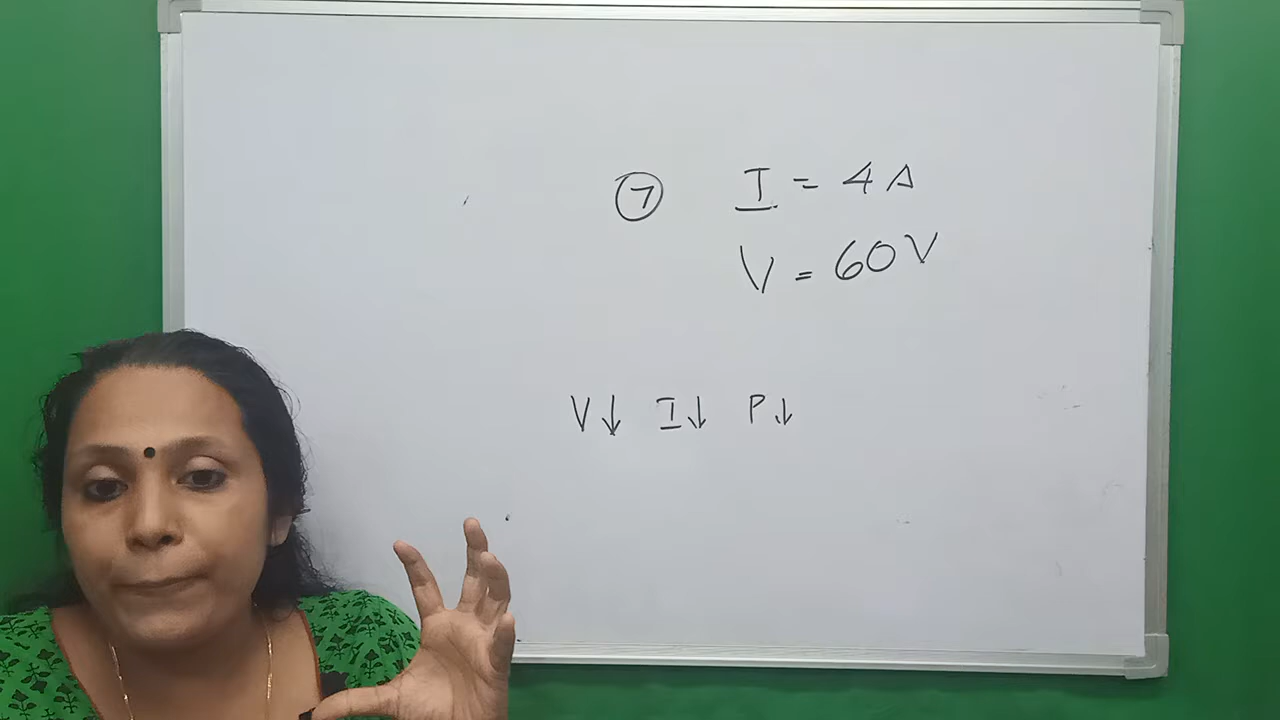 ⑦ I = 4A
V = 60V
V↓ I↓ P↓